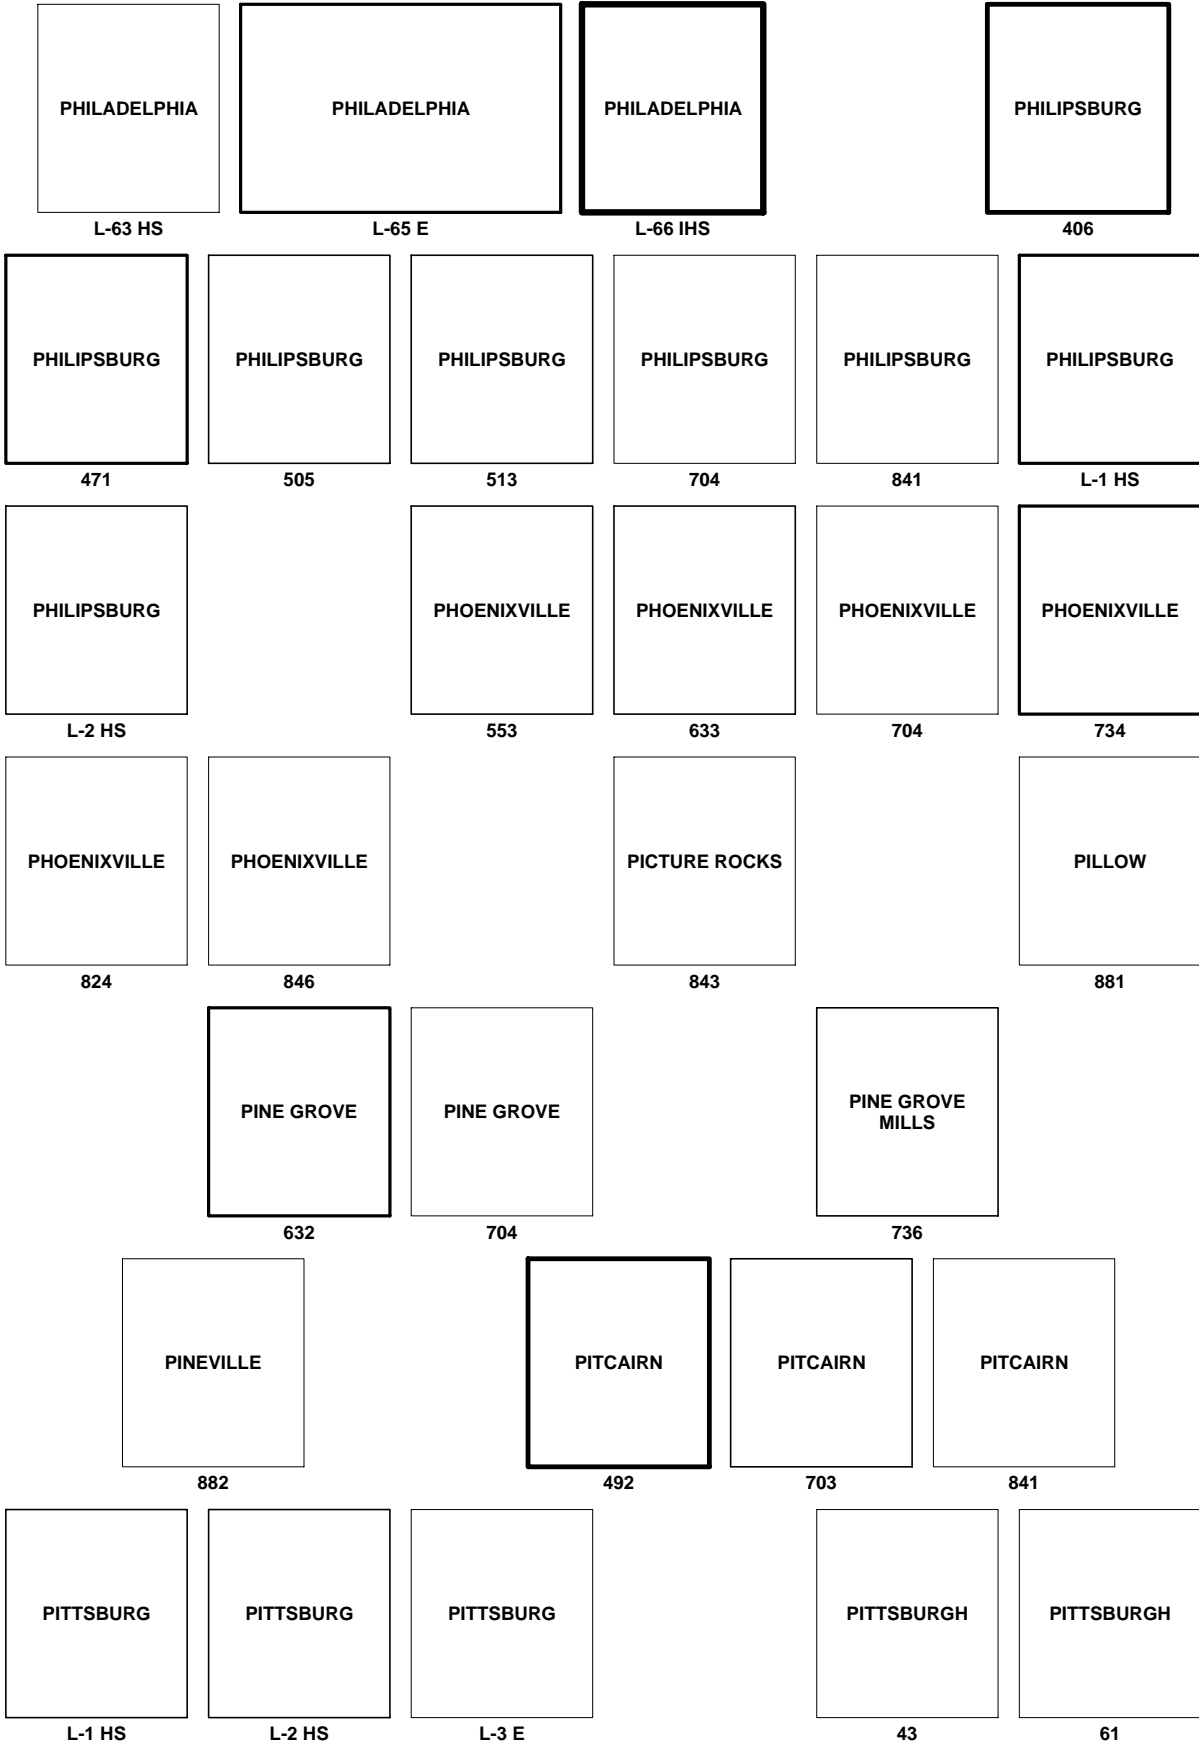 PHILADELPHIA
PHILADELPHIA
PHILADELPHIA
PHILIPSBURG
L-63 HS
L-65 E
L-66 IHS
406
PHILIPSBURG
PHILIPSBURG
PHILIPSBURG
PHILIPSBURG
PHILIPSBURG
PHILIPSBURG
471
505
513
704
841
L-1 HS
PHILIPSBURG
PHOENIXVILLE
PHOENIXVILLE
PHOENIXVILLE
PHOENIXVILLE
L-2 HS
553
633
704
734
PHOENIXVILLE
PHOENIXVILLE
PICTURE ROCKS
PILLOW
824
846
843
881
PINE GROVE
PINE GROVE
PINE GROVE
MILLS
632
704
736
PINEVILLE
PITCAIRN
PITCAIRN
PITCAIRN
882
492
703
841
PITTSBURG
PITTSBURG
PITTSBURG
PITTSBURGH
PITTSBURGH
L-1 HS
L-2 HS
L-3 E
43
61